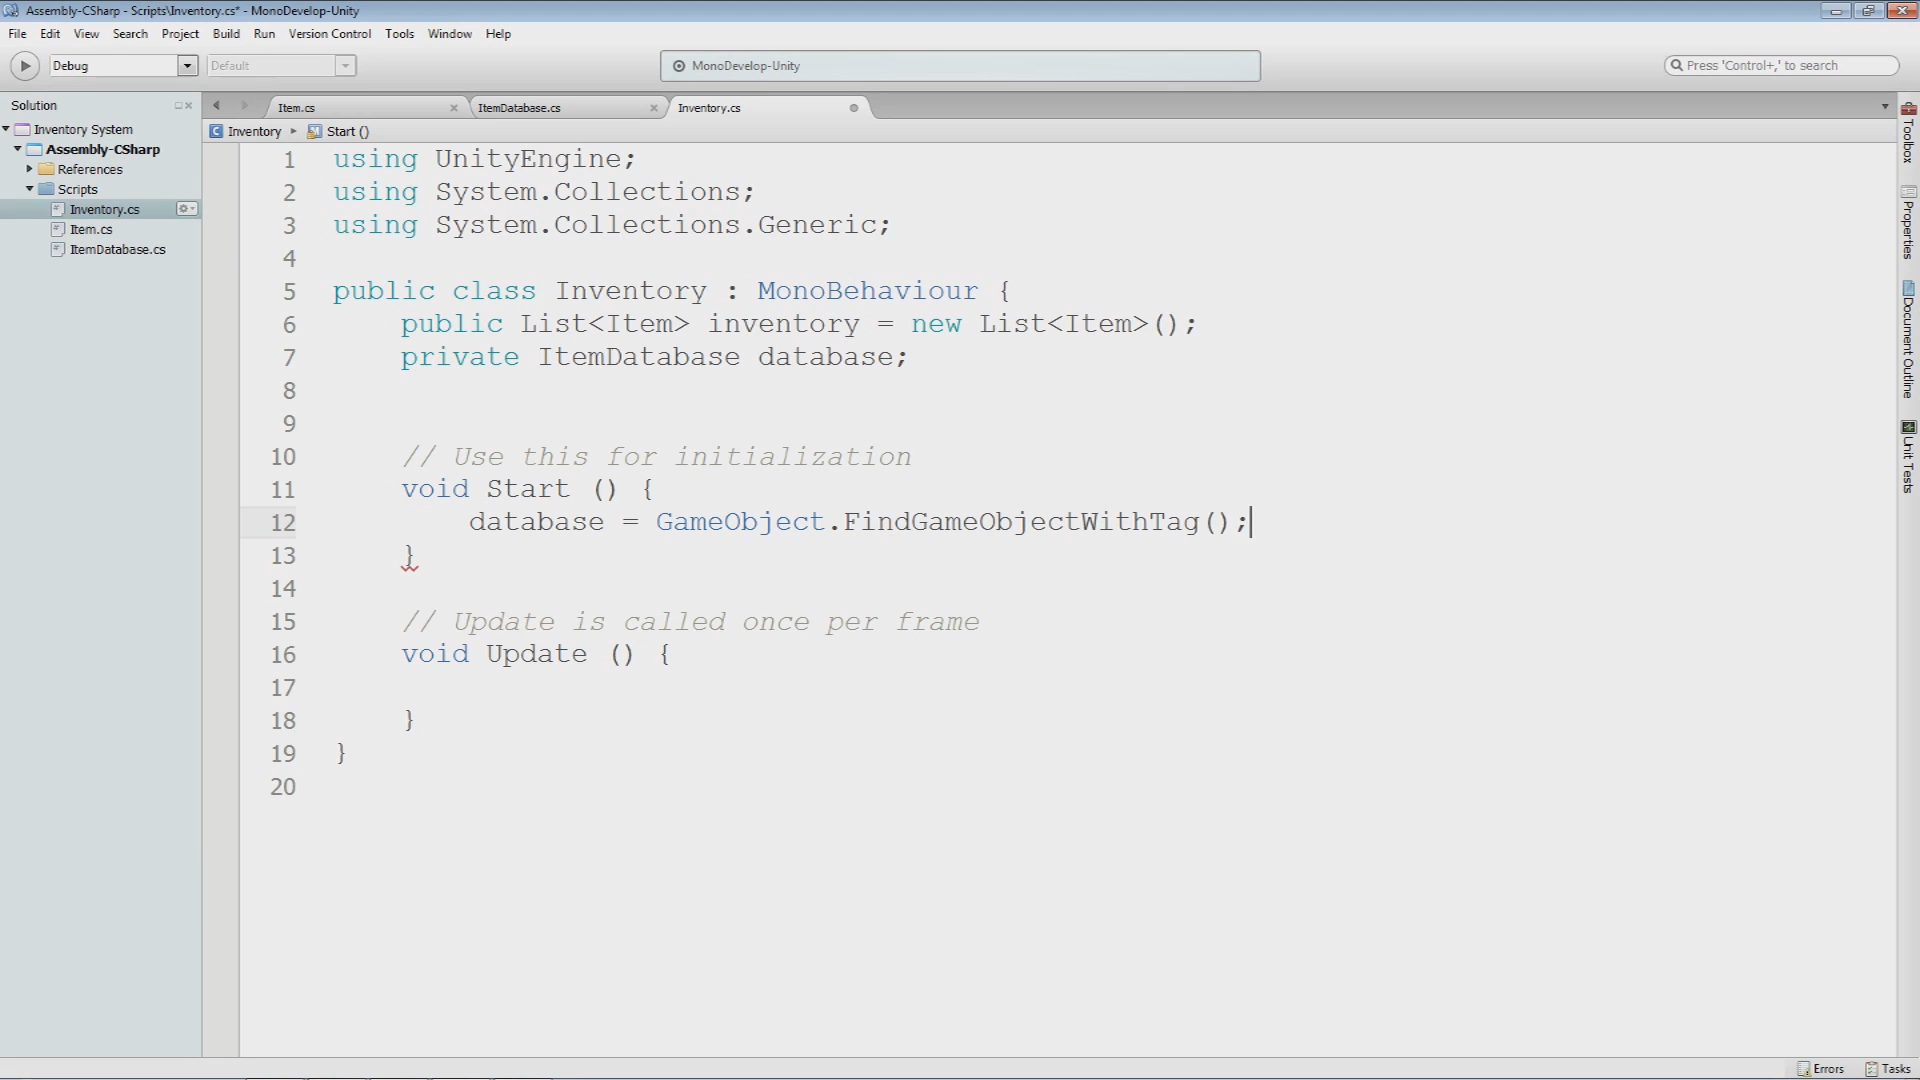 Assembly-CSharp - Scripts\Inventory.cs* - MonoDevelop-Unity
File Edit View Search Project Build Run Version Control Tools Window Help
Debug Default MonoDevelop-Unity Press 'Control+,' to search
Solution
Inventory System
Assembly-CSharp
References
Scripts
Inventory.cs
Item.cs
ItemDatabase.cs
Item.cs ItemDatabase.cs Inventory.cs
Inventory Start ()
1 using UnityEngine;
2 using System.Collections;
3 using System.Collections.Generic;
4
5 public class Inventory : MonoBehaviour {
6 public List<Item> inventory = new List<Item>();
7 private ItemDatabase database;
8
9
10 // Use this for initialization
11 void Start () {
12 database = GameObject.FindGameObjectWithTag();
13 }
14
15 // Update is called once per frame
16 void Update () {
17
18 }
19 }
20
Toolbox
Properties
Document Outline
Unit Tests
Errors Tasks